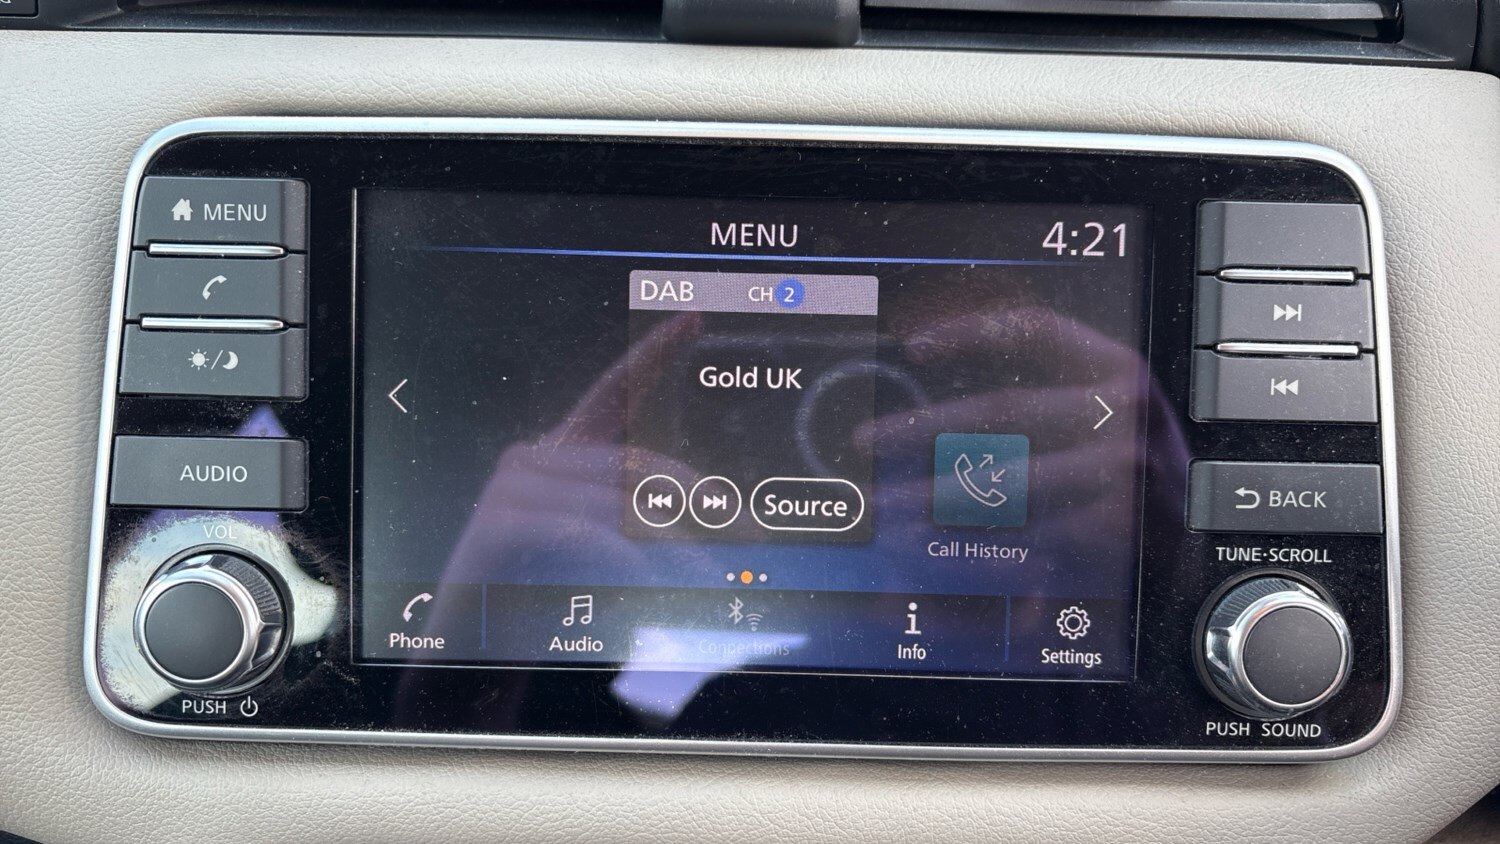 MENU
MENU
4:21
DAB CH 2
Gold UK
AUDIO
Source
BACK
VOL
Call History
TUNE·SCROLL
Phone
Audio
Connections
Info
Settings
PUSH
PUSH SOUND